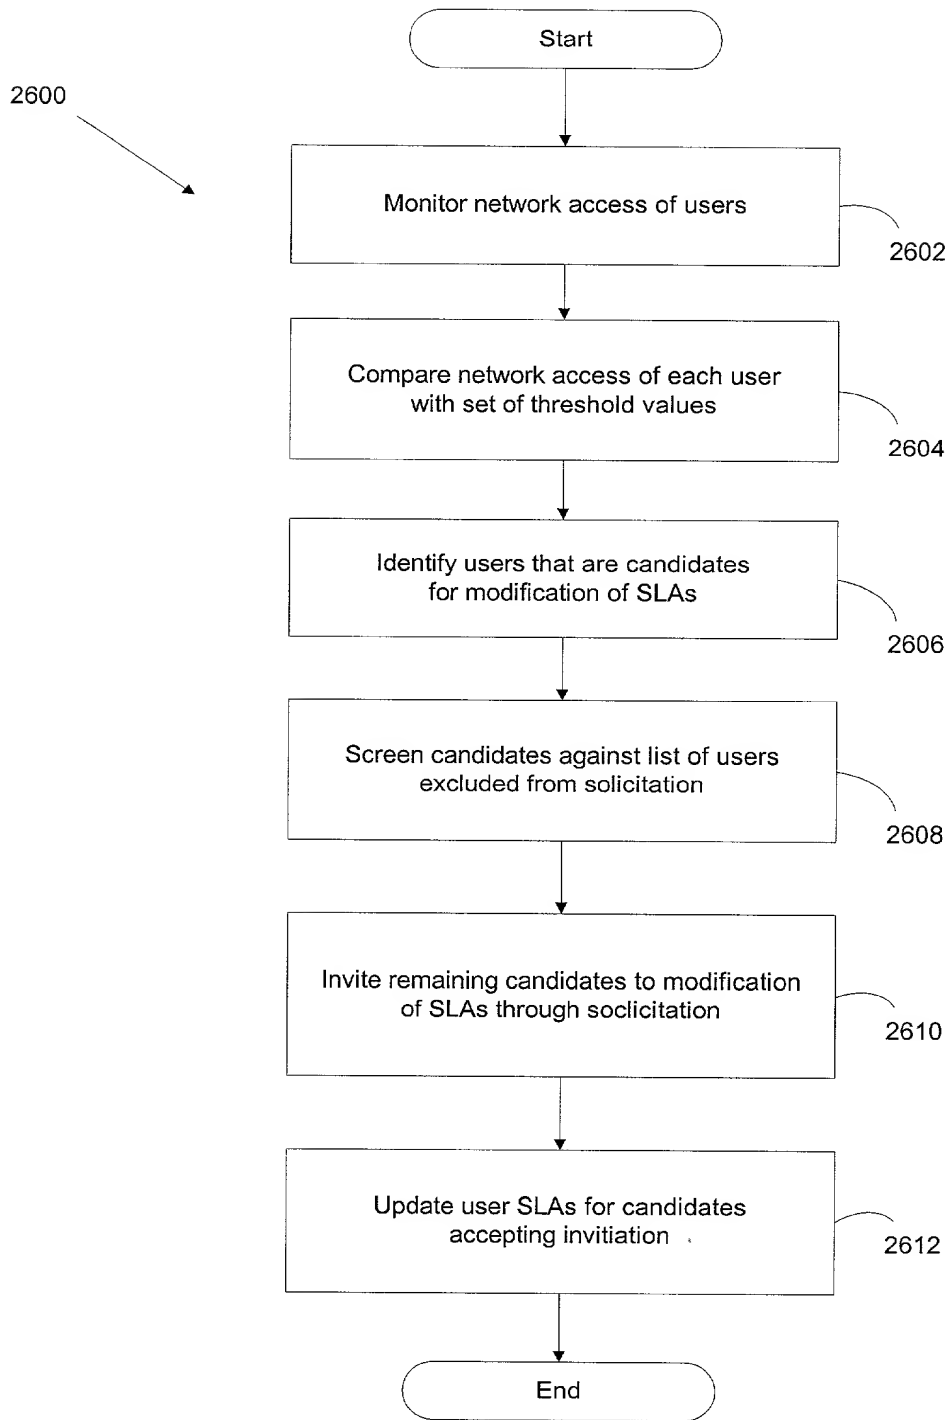 Start
2600
Monitor network access of users
2602
Compare network access of each user
with set of threshold values
2604
Identify users that are candidates
for modification of SLAs
2606
Screen candidates against list of users
excluded from solicitation
2608
Invite remaining candidates to modification
of SLAs through soclicitation
2610
Update user SLAs for candidates
accepting invitiation
2612
End